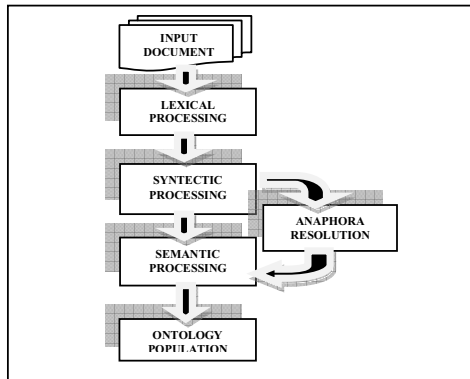 INPUT
DOCUMENT
LEXICAL
PROCESSING
SYNTECTIC
PROCESSING
ANAPHORA
RESOLUTION
SEMANTIC
PROCESSING
ONTOLOGY
POPULATION